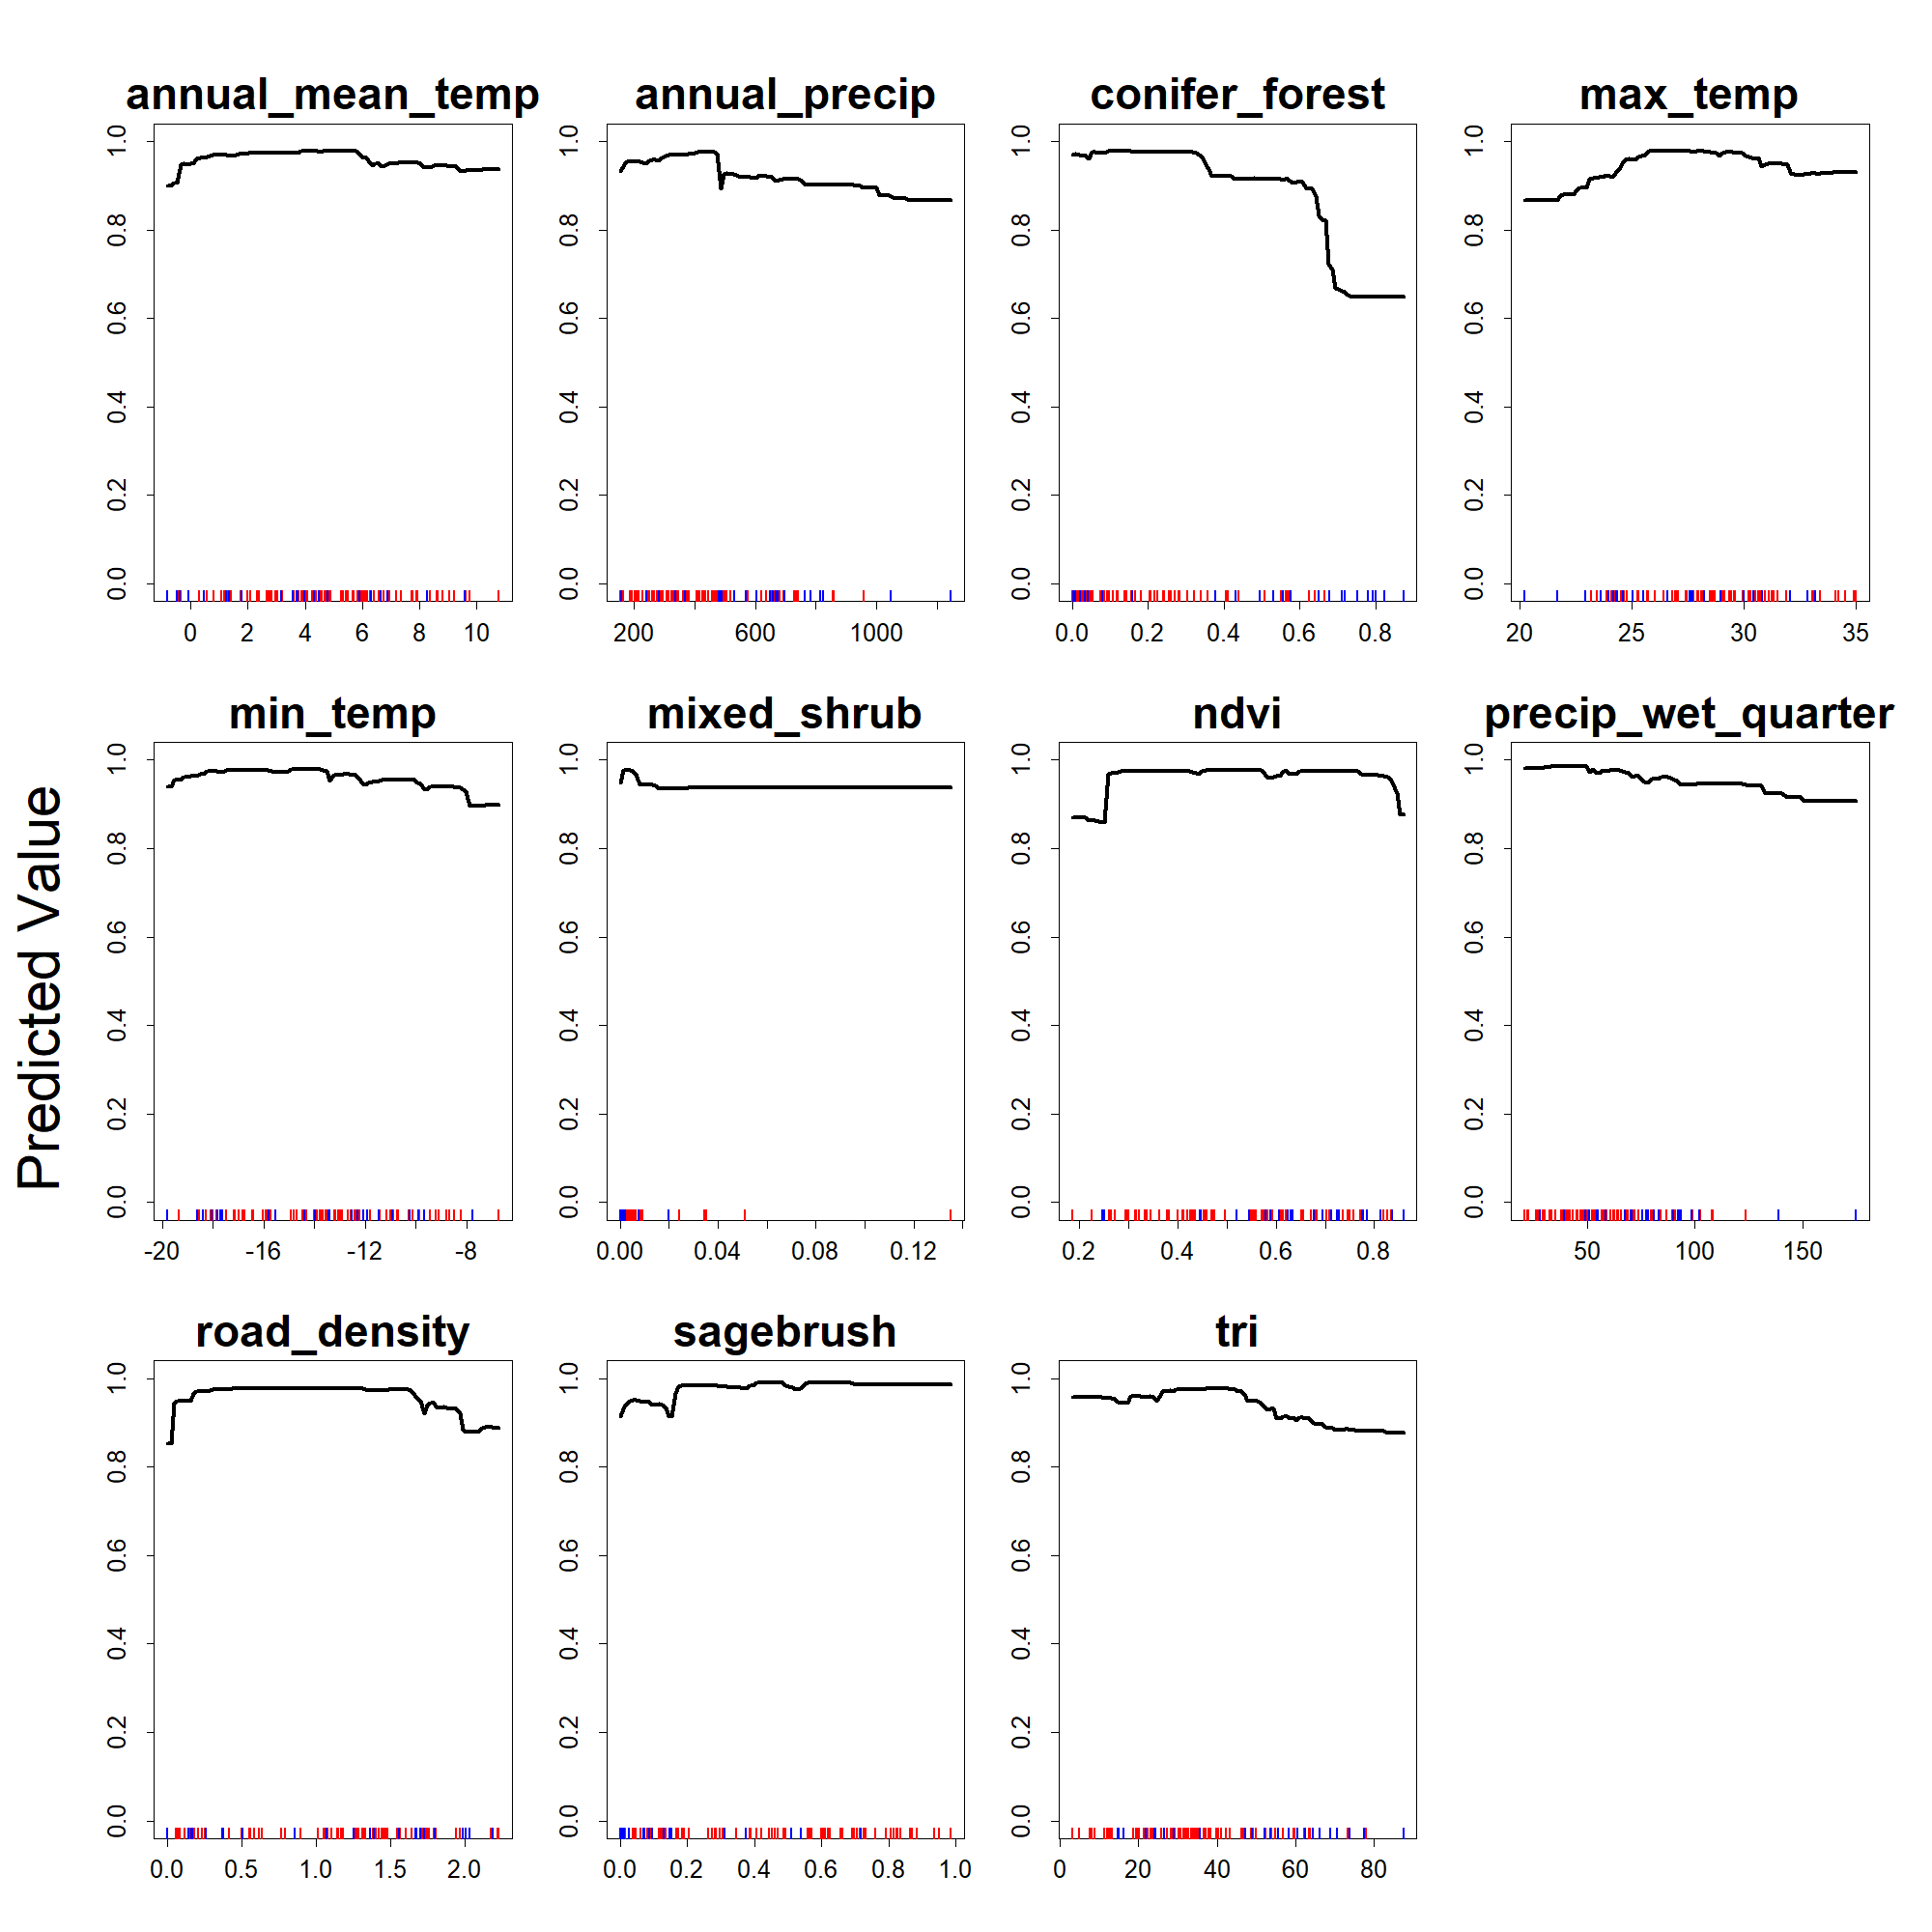 annual_mean_temp annual_precip conifer_forest max_temp
0.0 0.2 0.4 0.6 0.8 1.0 0.0 0.2 0.4 0.6 0.8 1.0 0.0 0.2 0.4 0.6 0.8 1.0 0.0 0.2 0.4 0.6 0.8 1.0
0 2 4 6 8 10 200 600 1000 0.0 0.2 0.4 0.6 0.8 20 25 30 35
Predicted Value
min_temp mixed_shrub ndvi precip_wet_quarter
0.0 0.2 0.4 0.6 0.8 1.0 0.0 0.2 0.4 0.6 0.8 1.0 0.0 0.2 0.4 0.6 0.8 1.0 0.0 0.2 0.4 0.6 0.8 1.0
-20 -16 -12 -8 0.00 0.04 0.08 0.12 0.2 0.4 0.6 0.8 50 100 150
road_density sagebrush tri
0.0 0.2 0.4 0.6 0.8 1.0 0.0 0.2 0.4 0.6 0.8 1.0 0.0 0.2 0.4 0.6 0.8 1.0
0.0 0.5 1.0 1.5 2.0 0.0 0.2 0.4 0.6 0.8 1.0 0 20 40 60 80